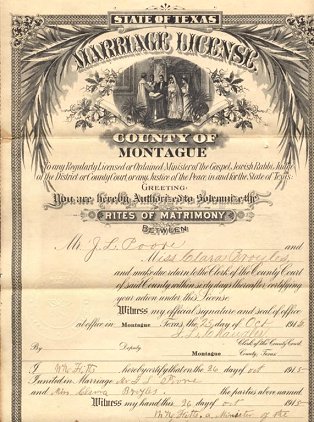 STATE OF TEXAS
MARRIAGE LICENSE
COUNTY OF
MONTAGUE
To any Regularly Licensed or Ordained Minister of the Gospel, Jewish Rabbi, Judge
of the District or County Court, or any Justice of the Peace, in and for the State of Texas:
GREETING:
You are hereby Authorized to Solemnize the
RITES OF MATRIMONY
BETWEEN
Mr. J. L. Poore and
Miss Clara Broyles
and make due return to the Clerk of the County Court
of said County within sixty days thereafter certifying
your action under this License
Witness my official signature and seal of office
at office in Montague Texas, the 25 day of Oct 191
Clerk of the County Court
By Deputy Montague County, Texas
I W. W. Fitts hereby certify that on the 26 day of Oct 1915
I united in Marriage Mr. Poore
and Miss Broyles the parties above named.
Witness my hand this 26 day of Oct 1915
Fitts, a Minister of the